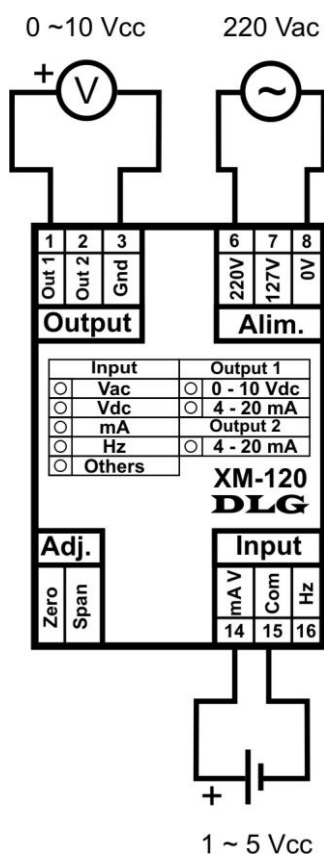 0 ~10 Vcc
220 Vac
+
V
~
1 2 3
6 7 8
Out 1
Out 2
Gnd
220V
127V
0V
Output
Alim.
Input Output 1
Vac 0 - 10 Vdc
Vdc 4 - 20 mA
mA Output 2
Hz 4 - 20 mA
Others
XM-120
DLG
Adj.
Input
Zero
Span
mA V
Com
Hz
14 15 16
+
1 ~ 5 Vcc